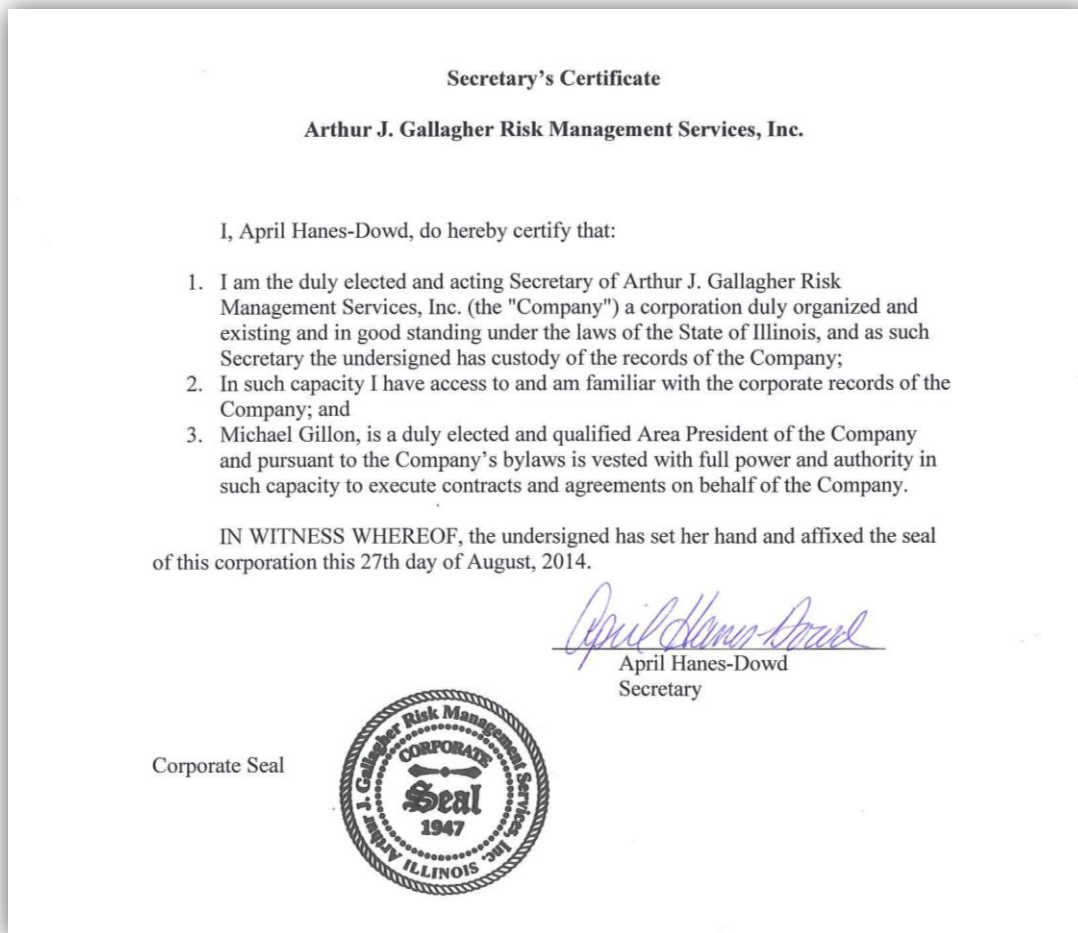 Secretary's Certificate
Arthur J. Gallagher Risk Management Services, Inc.
I, April Hanes-Dowd, do hereby certify that:
1. I am the duly elected and acting Secretary of Arthur J. Gallagher Risk
Management Services, Inc. (the "Company") a corporation duly organized and
existing and in good standing under the laws of the State of Illinois, and as such
Secretary the undersigned has custody of the records of the Company;
2. In such capacity I have access to and am familiar with the corporate records of the
Company; and
3. Michael Gillon, is a duly elected and qualified Area President of the Company
and pursuant to the Company's bylaws is vested with full power and authority in
such capacity to execute contracts and agreements on behalf of the Company.
IN WITNESS WHEREOF, the undersigned has set her hand and affixed the seal
of this corporation this 27th day of August, 2014.
April Hanes-Dowd
April Hanes-Dowd
Secretary
Corporate Seal
Arthur J. Gallagher Risk Management Services, Inc.
CORPORATE
Seal
1947
ILLINOIS